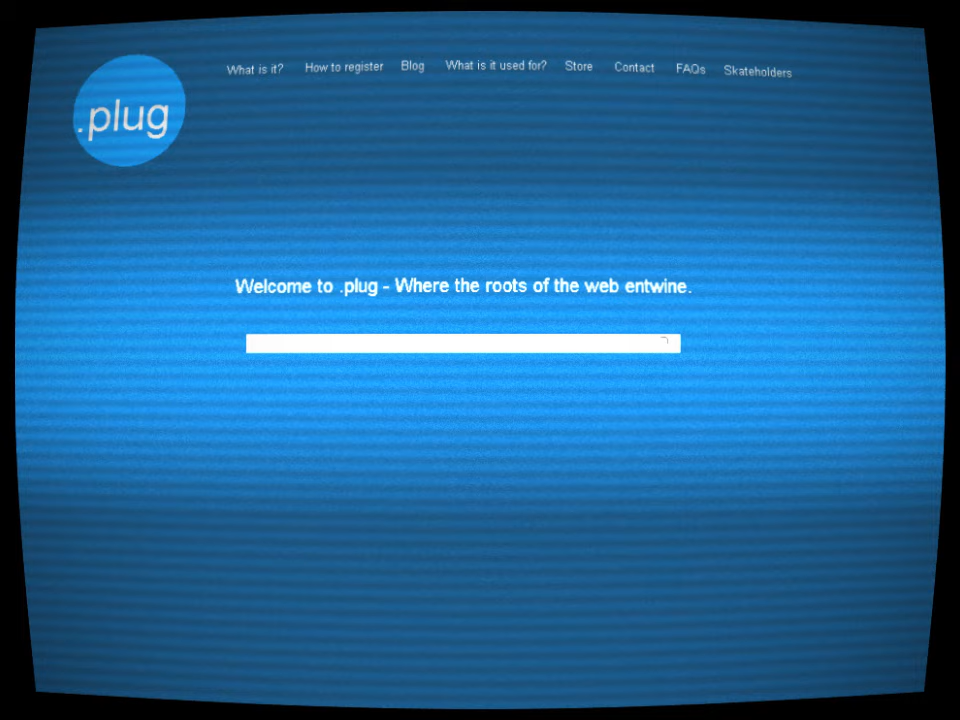 What is it? How to register Blog What is it used for? Store Contact FAQs Skateholders
.plug
Welcome to .plug - Where the roots of the web entwine.